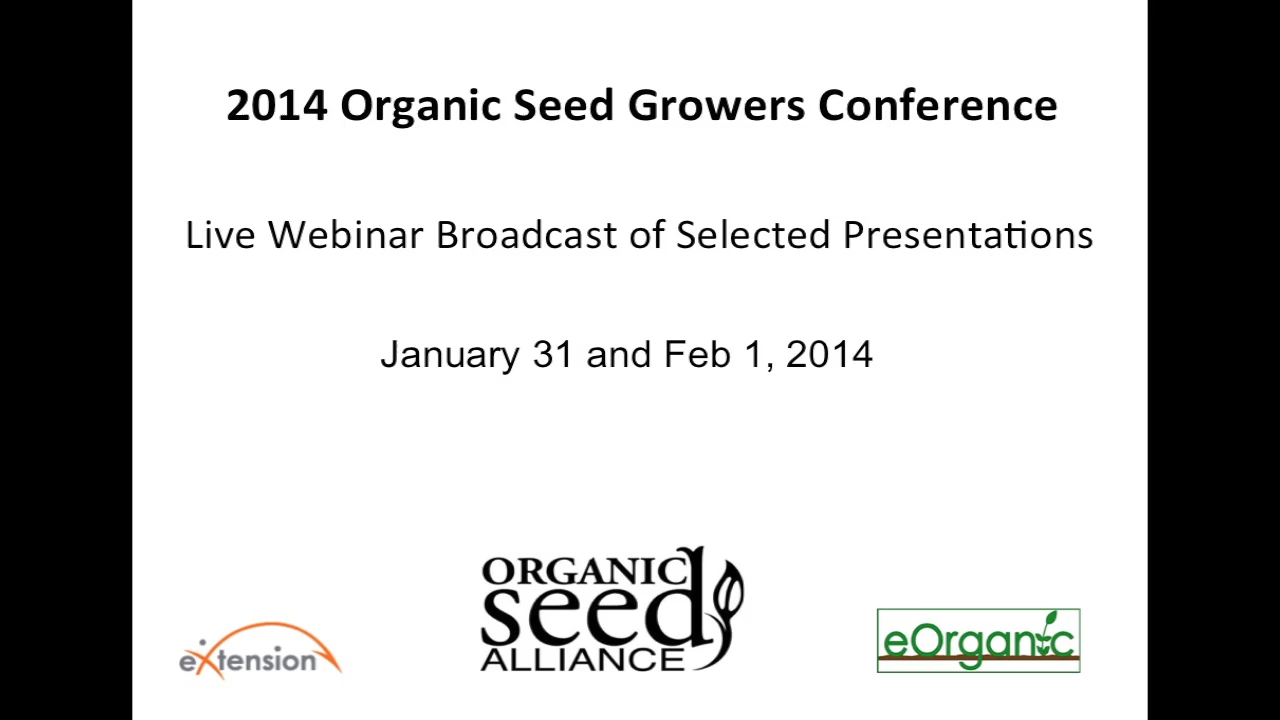 2014 Organic Seed Growers Conference
Live Webinar Broadcast of Selected Presentations
January 31 and Feb 1, 2014
ORGANIC
seed
ALLIANCE
eXtension
eOrganic